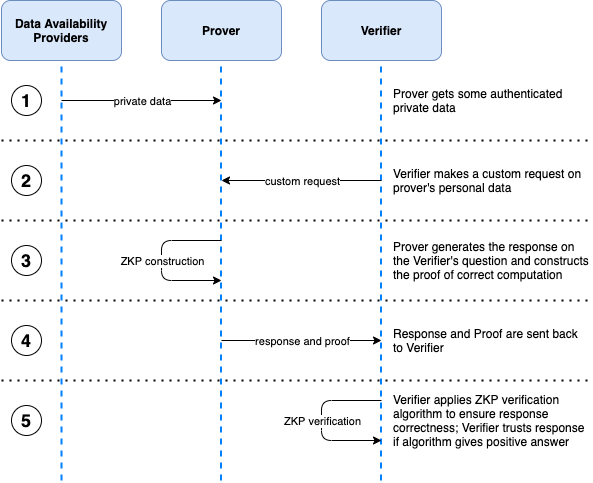 Data Availability
Providers
Prover
Verifier
1
private data
Prover gets some authenticated
private data
2
custom request
Verifier makes a custom request on
prover's personal data
3
ZKP construction
Prover generates the response on
the Verifier's question and constructs
the proof of correct computation
4
response and proof
Response and Proof are sent back
to Verifier
5
ZKP verification
Verifier applies ZKP verification
algorithm to ensure response
correctness; Verifier trusts response
if algorithm gives positive answer